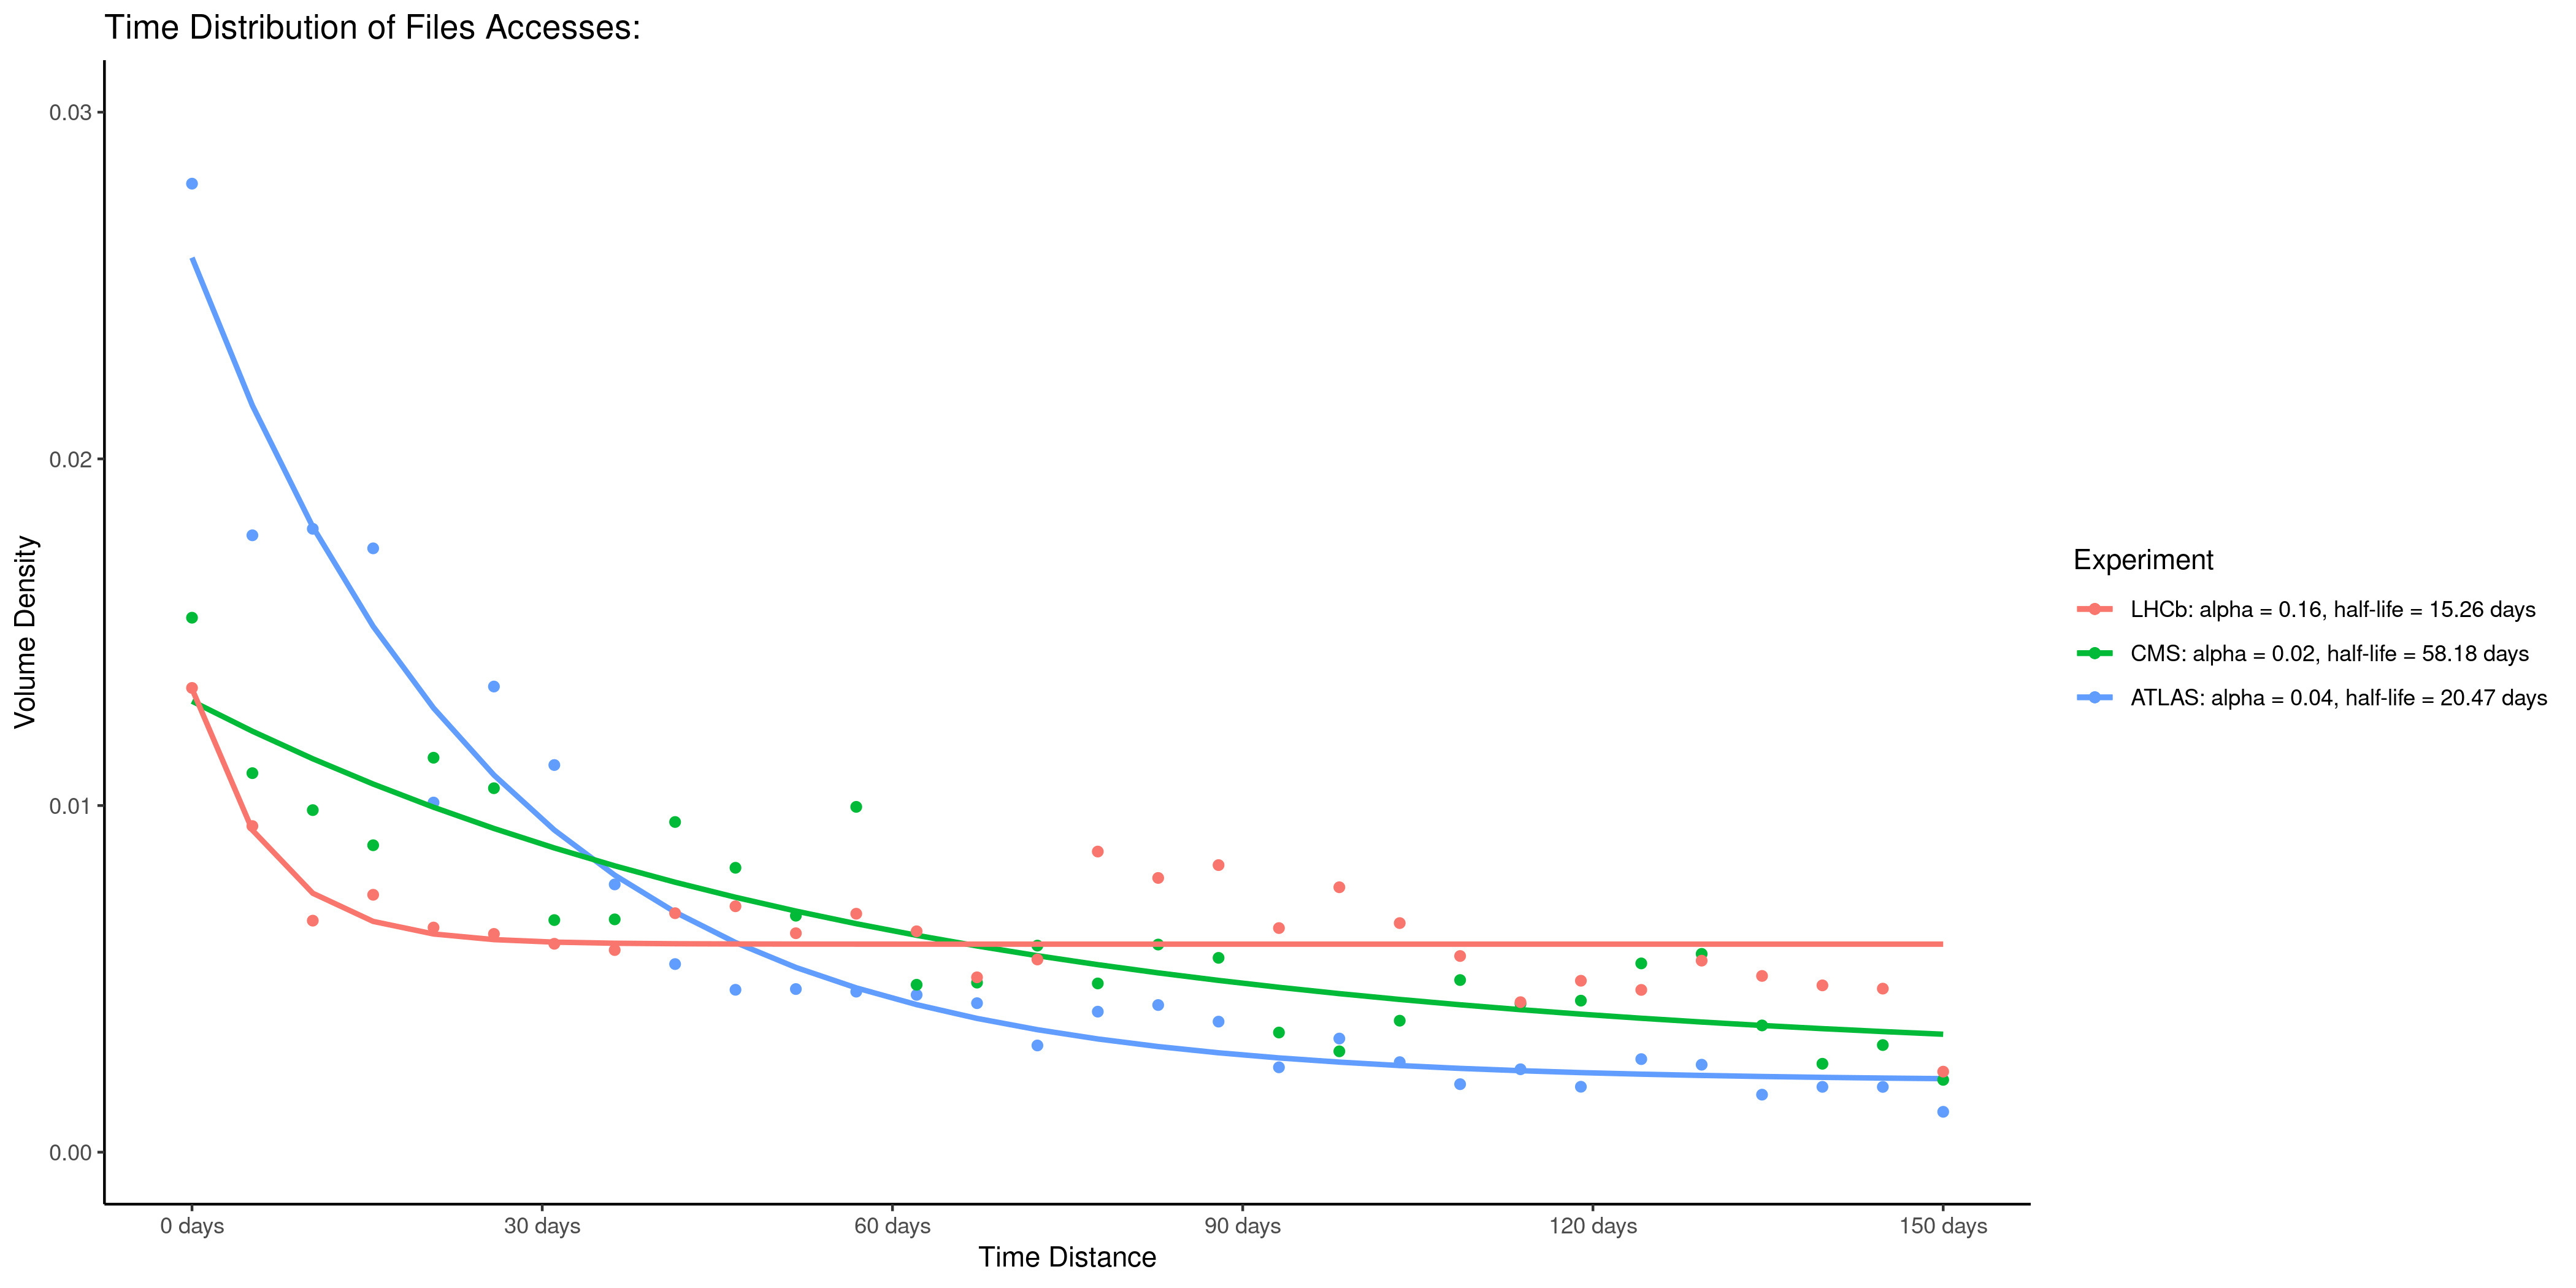 Time Distribution of Files Accesses:
0.03
0.02
0.01
0.00
Volume Density
0 days
30 days
60 days
90 days
120 days
150 days
Time Distance
Experiment
LHCb: alpha = 0.16, half-life = 15.26 days
CMS: alpha = 0.02, half-life = 58.18 days
ATLAS: alpha = 0.04, half-life = 20.47 days